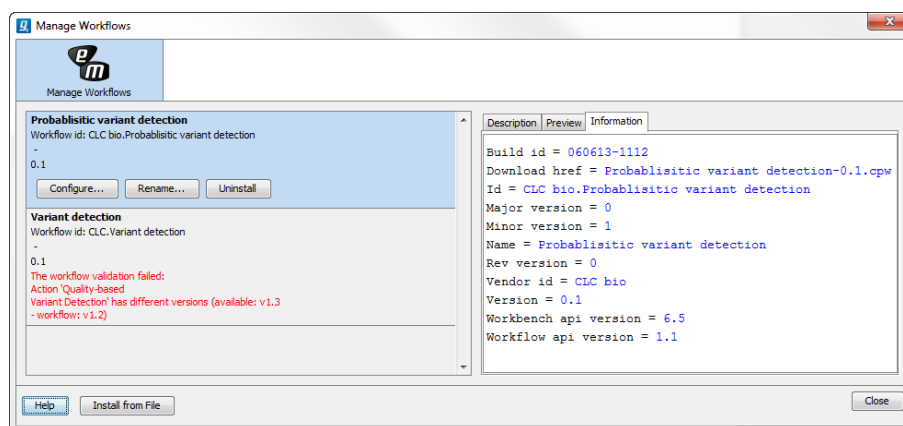 Manage Workflows
Manage Workflows
Probablisitic variant detection
Workflow id: CLC bio.Probablisitic variant detection
-
0.1
Configure... Rename... Uninstall
Variant detection
Workflow id: CLC.Variant detection
-
0.1
The workflow validation failed:
Action 'Quality-based
Variant Detection' has different versions (available: v1.3
- workflow: v1.2)
Description Preview Information
Build id = 060613-1112
Download href = Probablisitic variant detection-0.1.cpw
Id = CLC bio.Probablisitic variant detection
Major version = 0
Minor version = 1
Name = Probablisitic variant detection
Rev version = 0
Vendor id = CLC bio
Version = 0.1
Workbench api version = 6.5
Workflow api version = 1.1
Help Install from File Close